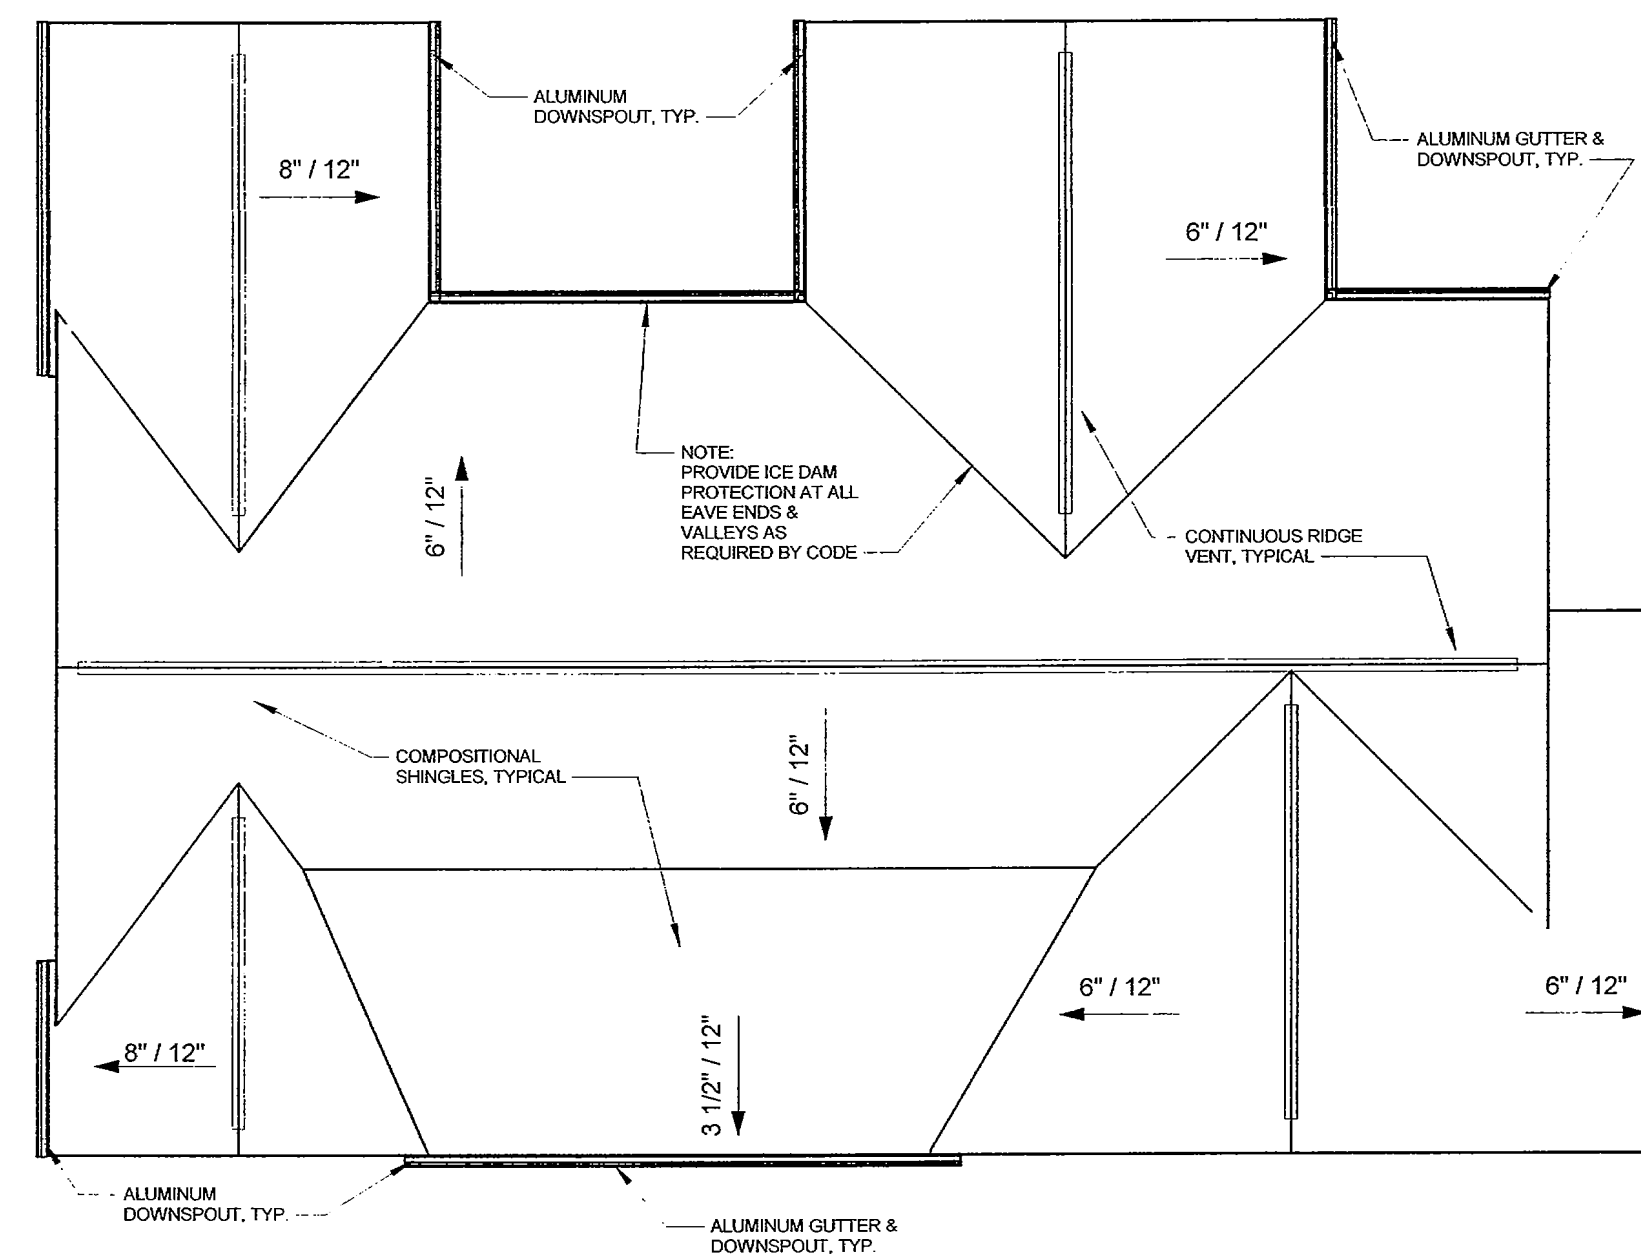 ALUMINUM
DOWNSPOUT, TYP.
ALUMINUM GUTTER &
DOWNSPOUT, TYP.
8" / 12"
6" / 12"
NOTE:
PROVIDE ICE DAM
PROTECTION AT ALL
EAVE ENDS &
VALLEYS AS
REQUIRED BY CODE
6" / 12"
CONTINUOUS RIDGE
VENT, TYPICAL
COMPOSITIONAL
SHINGLES, TYPICAL
6" / 12"
6" / 12"
6" / 12"
8" / 12"
3 1/2" / 12"
ALUMINUM
DOWNSPOUT, TYP.
ALUMINUM GUTTER &
DOWNSPOUT, TYP.